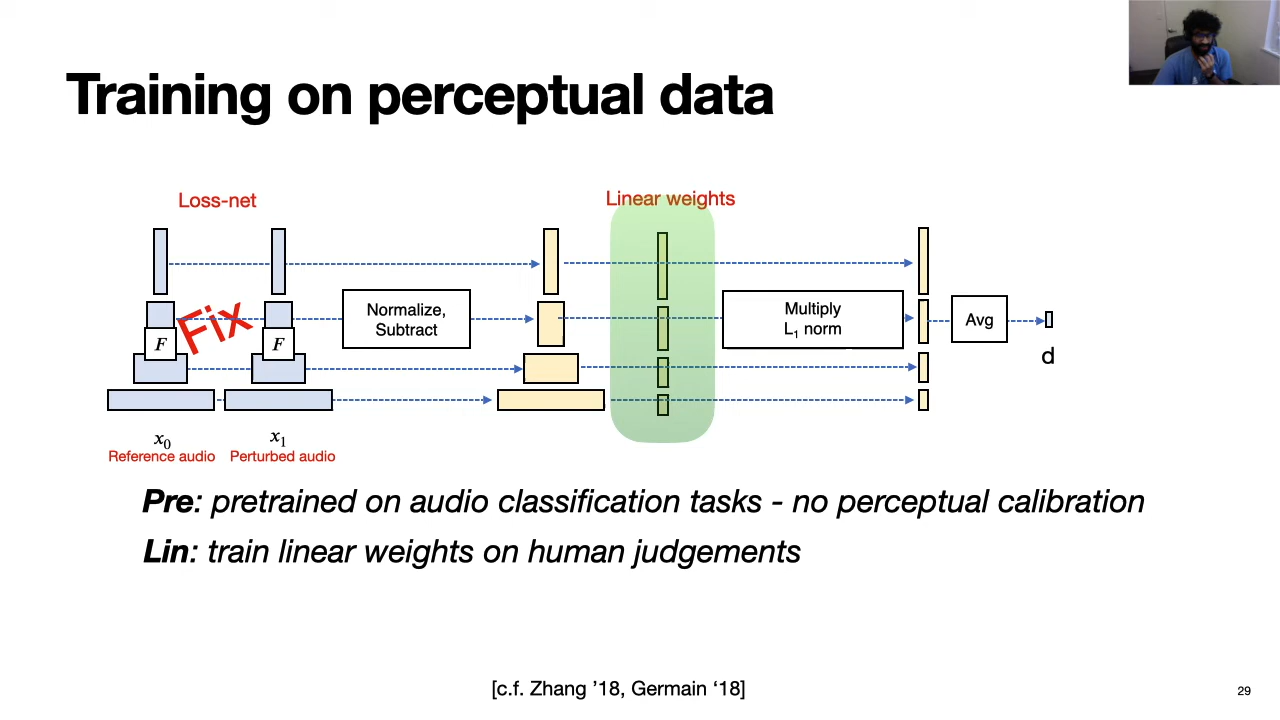 Training on perceptual data
Loss-net
Linear weights
Fix
Normalize,
Subtract
Multiply
L₁ norm
Avg
F
F
d
x₀
x₁
Reference audio
Perturbed audio
Pre: pretrained on audio classification tasks - no perceptual calibration
Lin: train linear weights on human judgements
[c.f. Zhang ’18, Germain ‘18]
29